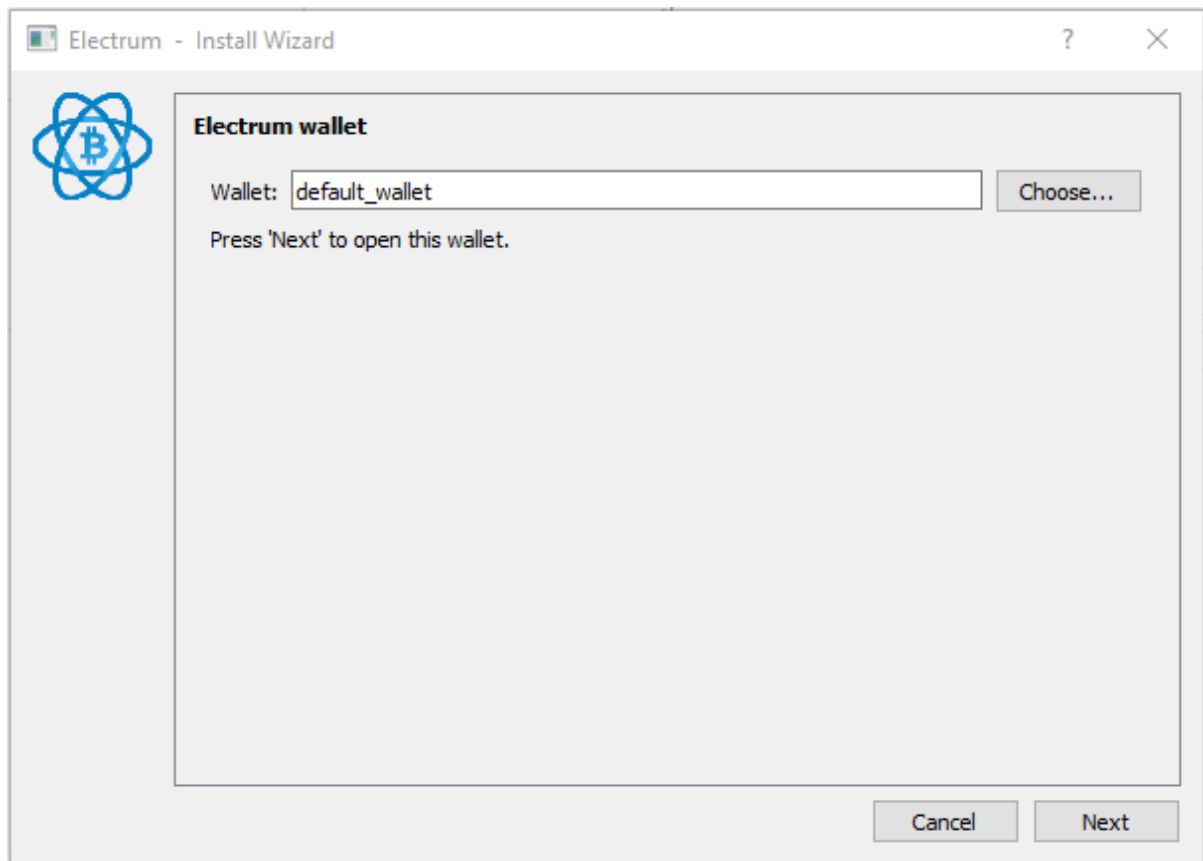 Electrum - Install Wizard
Electrum wallet
Wallet: default_wallet Choose...
Press 'Next' to open this wallet.
Cancel Next